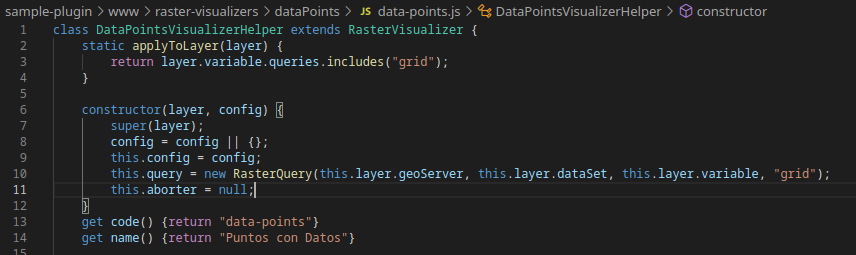 sample-plugin > www > raster-visualizers > dataPoints > JS data-points.js > DataPointsVisualizerHelper > constructor
1 class DataPointsVisualizerHelper extends RasterVisualizer {
2     static applyToLayer(layer) {
3         return layer.variable.queries.includes("grid");
4     }
5
6     constructor(layer, config) {
7         super(layer);
8         config = config || {};
9         this.config = config;
10         this.query = new RasterQuery(this.layer.geoServer, this.layer.dataSet, this.layer.variable, "grid");
11         this.aborter = null;
12     }
13     get code() {return "data-points"}
14     get name() {return "Puntos con Datos"}
15